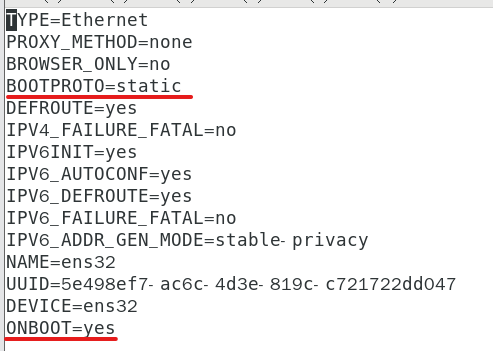 TYPE=Ethernet
PROXY_METHOD=none
BROWSER_ONLY=no
BOOTPROTO=static
DEFROUTE=yes
IPV4_FAILURE_FATAL=no
IPV6INIT=yes
IPV6_AUTOCONF=yes
IPV6_DEFROUTE=yes
IPV6_FAILURE_FATAL=no
IPV6_ADDR_GEN_MODE=stable-privacy
NAME=ens32
UUID=5e498ef7-ac6c-4d3e-819c-c721722dd047
DEVICE=ens32
ONBOOT=yes